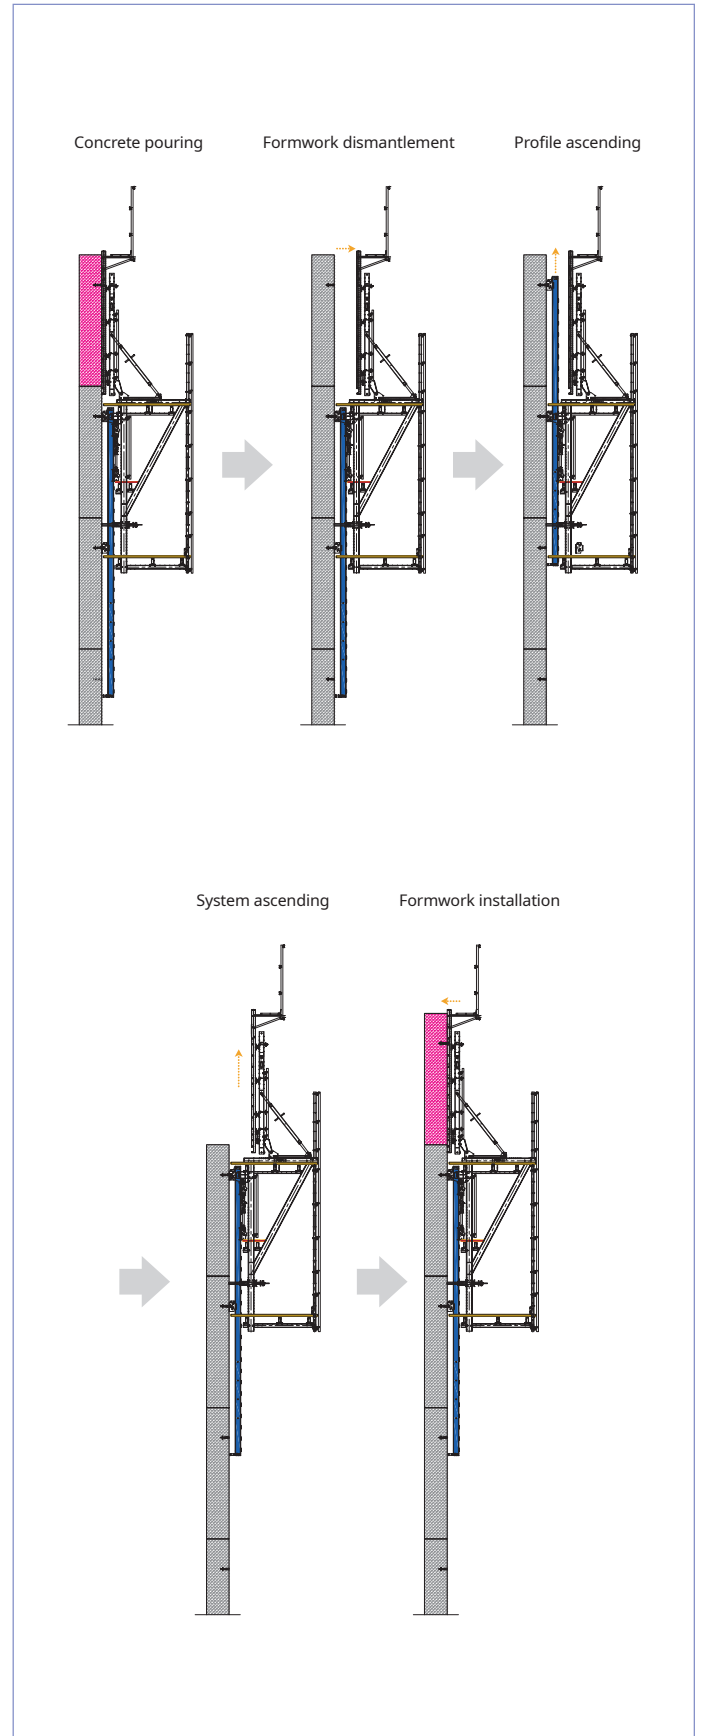 Concrete pouring
Formwork dismantlement
Profile ascending
System ascending
Formwork installation